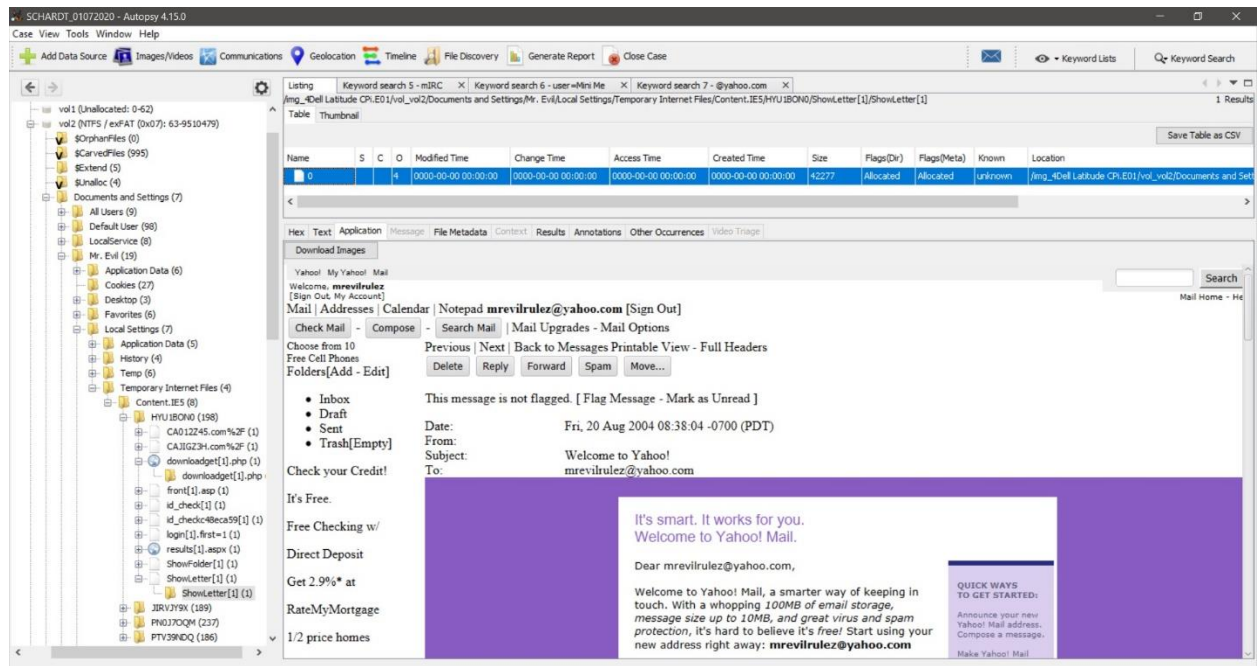 SCHARDT_01072020 - Autopsy 4.15.0
Case View Tools Window Help
Add Data Source Images/Videos Communications Geolocation Timeline File Discovery Generate Report Close Case Keyword Lists Keyword Search
Listing Keyword search 5 - mIRC Keyword search 6 - user=Mini Me Keyword search 7 - @yahoo.com
/img_4Dell Latitude CPi.E01/vol_vol2/Documents and Settings/Mr. Evil/Local Settings/Temporary Internet Files/Content.IE5/HYU1BON0/ShowLetter[1]/ShowLetter[1] 1 Results
Table Thumbnail
Save Table as CSV
Name S C O Modified Time Change Time Access Time Created Time Size Flags(Dir) Flags(Meta) Known Location
0 4 0000-00-00 00:00:00 0000-00-00 00:00:00 0000-00-00 00:00:00 0000-00-00 00:00:00 42277 Allocated Allocated unknown /img_4Dell Latitude CPi.E01/vol_vol2/Documents and Sett
vol1 (Unallocated: 0-62)
vol2 (NTFS / exFAT (0x07): 63-9510479)
$OrphanFiles (0)
$CarvedFiles (995)
$Extend (5)
$Unalloc (4)
Documents and Settings (7)
All Users (9)
Default User (98)
LocalService (8)
Mr. Evil (19)
Application Data (6)
Cookies (27)
Desktop (3)
Favorites (6)
Local Settings (7)
Application Data (5)
History (4)
Temp (6)
Temporary Internet Files (4)
Content.IE5 (8)
HYU1BON0 (198)
CA012Z45.com%2F (1)
CAJIGZ3H.com%2F (1)
downloadget[1].php (1)
downloadget[1].php
front[1].asp (1)
id_check[1] (1)
id_checkc48eca59[1] (1)
login[1].first=1 (1)
results[1].aspx (1)
ShowFolder[1] (1)
ShowLetter[1] (1)
ShowLetter[1] (1)
JIRVJY9X (189)
PN0J7OQM (237)
PTV39NDQ (186)
Hex Text Application Message File Metadata Context Results Annotations Other Occurrences Video Triage
Download Images
Yahoo! My Yahoo! Mail
Search
Welcome, mrevilrulez
[Sign Out, My Account]
Mail Home - He
Mail | Addresses | Calendar | Notepad mrevilrulez@yahoo.com [Sign Out]
Check Mail - Compose - Search Mail | Mail Upgrades - Mail Options
Choose from 10
Free Cell Phones
Folders[Add - Edit]
Inbox
Draft
Sent
Trash[Empty]
Check your Credit!
It's Free.
Free Checking w/
Direct Deposit
Get 2.9%* at
RateMyMortgage
1/2 price homes
Previous | Next | Back to Messages Printable View - Full Headers
Delete Reply Forward Spam Move...
This message is not flagged. [ Flag Message - Mark as Unread ]
Date: Fri, 20 Aug 2004 08:38:04 -0700 (PDT)
From:
Subject: Welcome to Yahoo!
To: mrevilrulez@yahoo.com
It's smart. It works for you.
Welcome to Yahoo! Mail.
Dear mrevilrulez@yahoo.com,
Welcome to Yahoo! Mail, a smarter way of keeping in
touch. With a whopping 100MB of email storage,
message size up to 10MB, and great virus and spam
protection, it's hard to believe it's free! Start using your
new address right away: mrevilrulez@yahoo.com
QUICK WAYS
TO GET STARTED:
Announce your new
Yahoo! Mail address.
Compose a message.
Make Yahoo! Mail